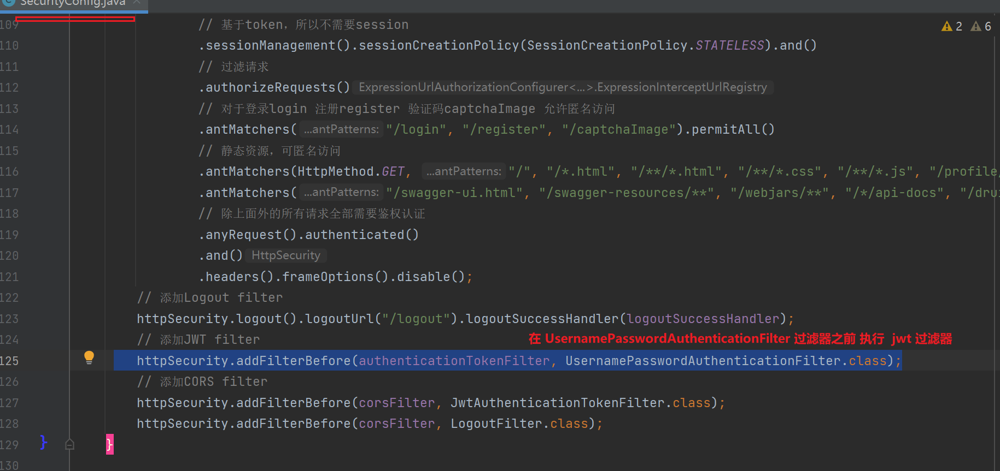 SecurityConfig.java
109 // 基于token，所以不需要session
⚠ 2 ⚠ 6
110 .sessionManagement().sessionCreationPolicy(SessionCreationPolicy.STATELESS).and()
111 // 过滤请求
112 .authorizeRequests() ExpressionUrlAuthorizationConfigurer<...>.ExpressionInterceptUrlRegistry
113 // 对于登录login 注册register 验证码captchaImage 允许匿名访问
114 .antMatchers( ...antPatterns: "/login", "/register", "/captchaImage").permitAll()
115 // 静态资源，可匿名访问
116 .antMatchers(HttpMethod.GET, ...antPatterns: "/", "/*.html", "/**/*.html", "/**/*.css", "/**/*.js", "/profile/
117 .antMatchers( ...antPatterns: "/swagger-ui.html", "/swagger-resources/**", "/webjars/**", "/*/api-docs", "/dru
118 // 除上面外的所有请求全部需要鉴权认证
119 .anyRequest().authenticated()
120 .and() HttpSecurity
121 .headers().frameOptions().disable();
122 // 添加Logout filter
123 httpSecurity.logout().logoutUrl("/logout").logoutSuccessHandler(logoutSuccessHandler);
124 // 添加JWT filter
在 UsernamePasswordAuthenticationFilter 过滤器之前 执行 jwt 过滤器
125 httpSecurity.addFilterBefore(authenticationTokenFilter, UsernamePasswordAuthenticationFilter.class);
126 // 添加CORS filter
127 httpSecurity.addFilterBefore(corsFilter, JwtAuthenticationTokenFilter.class);
128 httpSecurity.addFilterBefore(corsFilter, LogoutFilter.class);
129 } }
130